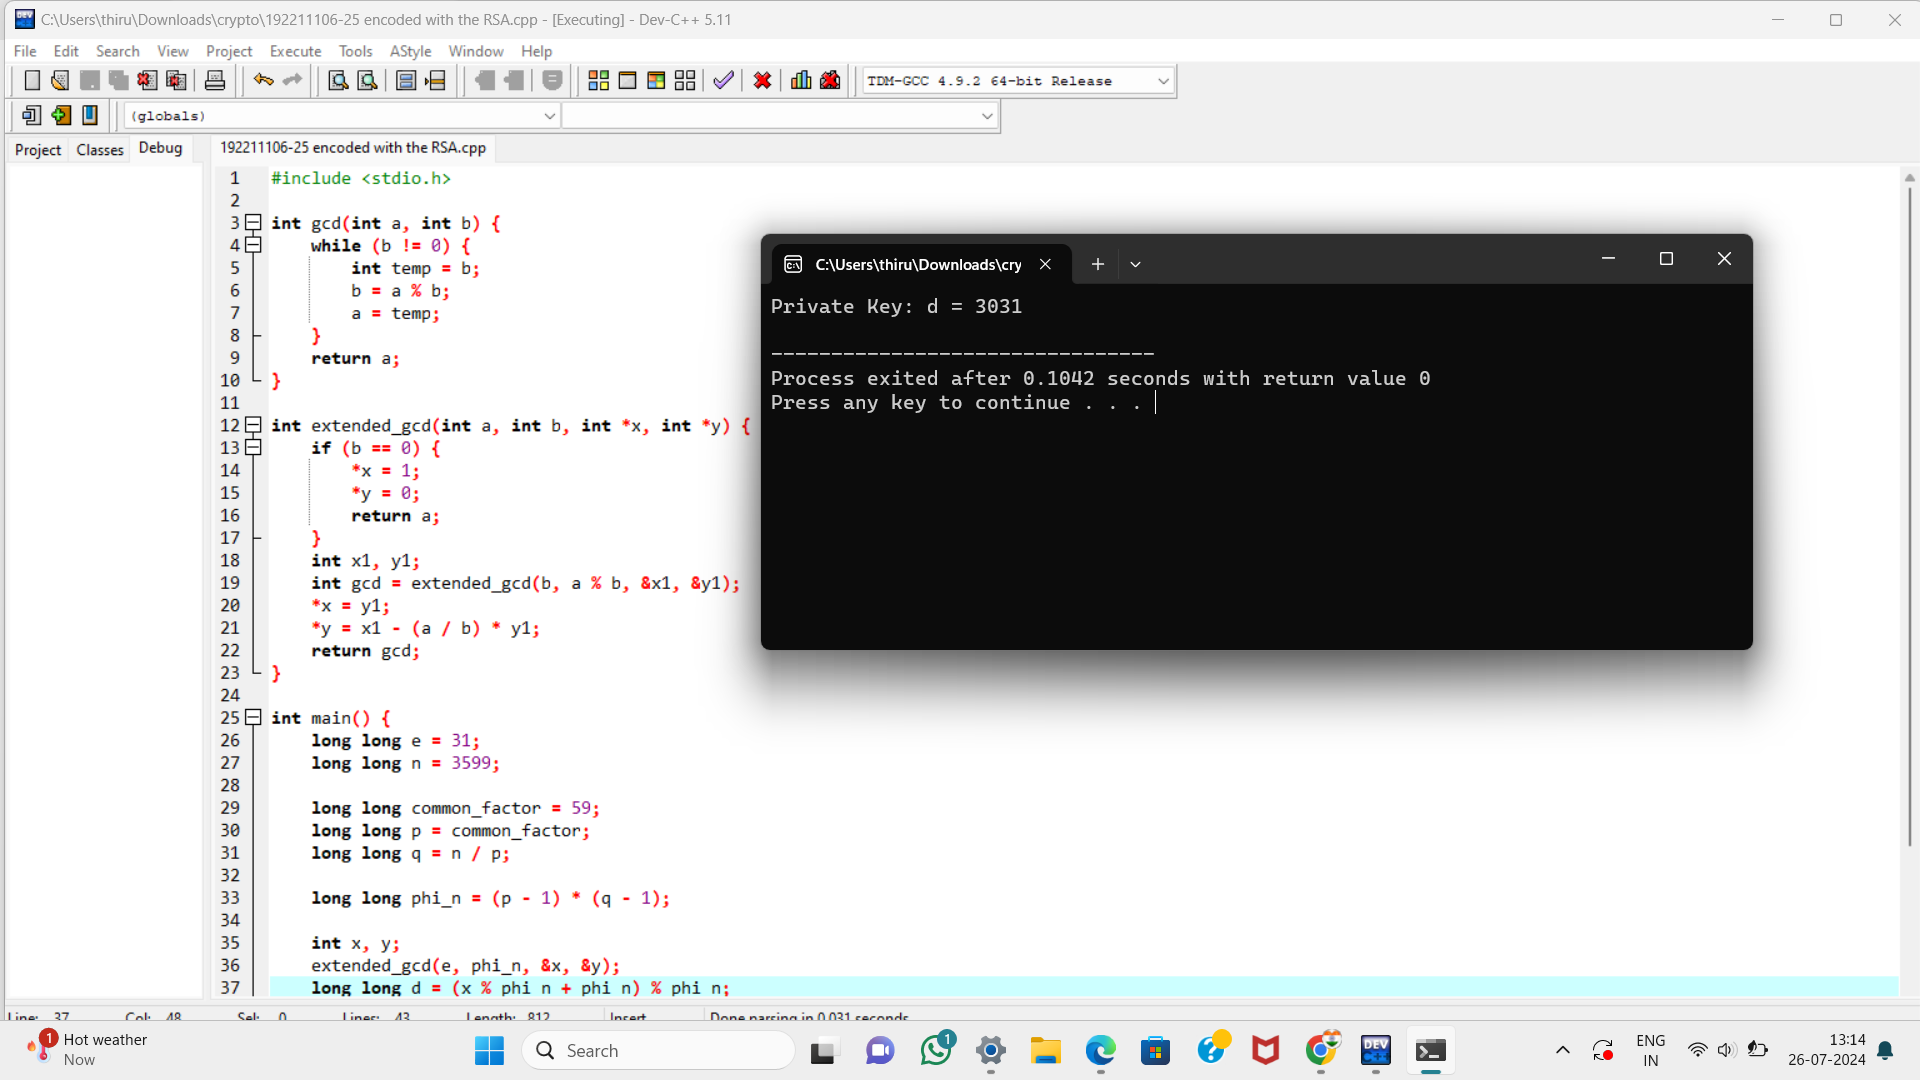 C:\Users\thiru\Downloads\crypto\192211106-25 encoded with the RSA.cpp - [Executing] - Dev-C++ 5.11
File Edit Search View Project Execute Tools AStyle Window Help
TDM-GCC 4.9.2 64-bit Release
(globals)
Project Classes Debug
192211106-25 encoded with the RSA.cpp
1 #include <stdio.h>
2
3 int gcd(int a, int b) {
4 while (b != 0) {
5 int temp = b;
6 b = a % b;
7 a = temp;
8 }
9 return a;
10 }
11
12 int extended_gcd(int a, int b, int *x, int *y) {
13 if (b == 0) {
14 *x = 1;
15 *y = 0;
16 return a;
17 }
18 int x1, y1;
19 int gcd = extended_gcd(b, a % b, &x1, &y1);
20 *x = y1;
21 *y = x1 - (a / b) * y1;
22 return gcd;
23 }
24
25 int main() {
26 long long e = 31;
27 long long n = 3599;
28
29 long long common_factor = 59;
30 long long p = common_factor;
31 long long q = n / p;
32
33 long long phi_n = (p - 1) * (q - 1);
34
35 int x, y;
36 extended_gcd(e, phi_n, &x, &y);
37 long long d = (x % phi_n + phi_n) % phi_n;
C:\Users\thiru\Downloads\cry
Private Key: d = 3031
--------------------------------
Process exited after 0.1042 seconds with return value 0
Press any key to continue . . .
Line: 37 Col: 48 Sel: 0 Lines: 43 Length: 812 Insert Done parsing in 0.031 seconds
1
Hot weather
Now
Search
1
DEV
C++
ENG
IN
13:14
26-07-2024